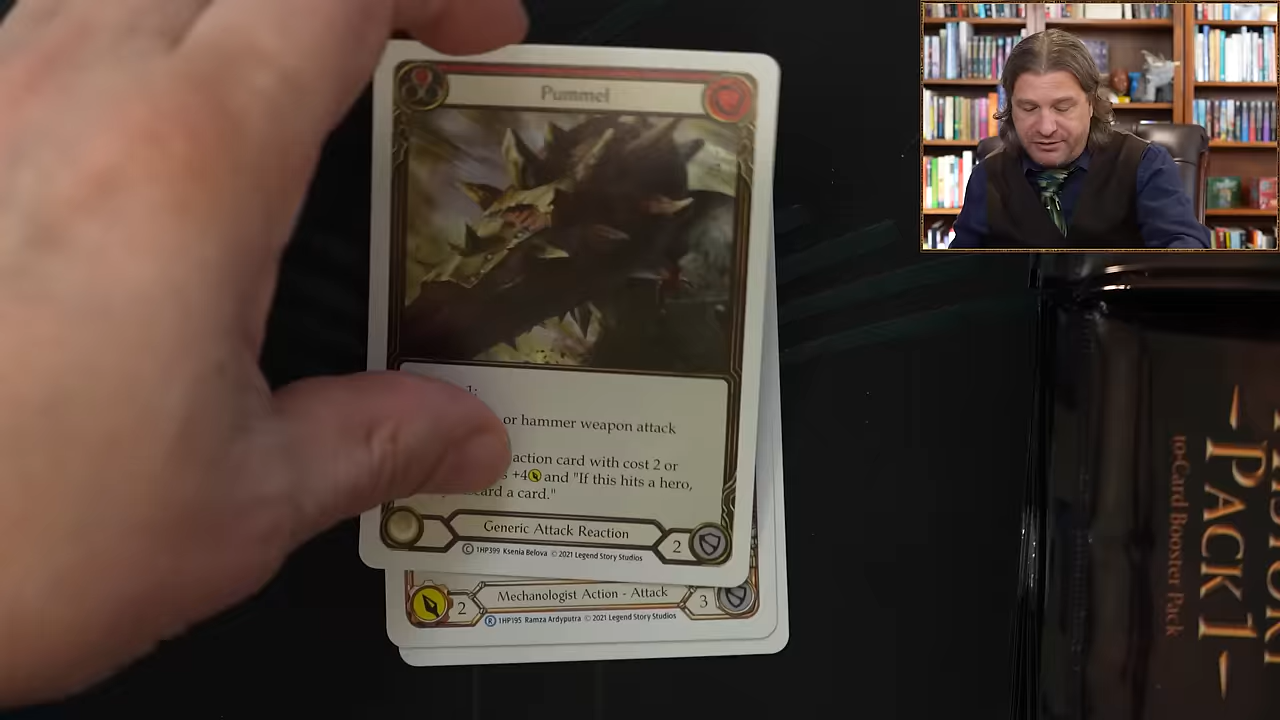 Pummel
1:
or hammer weapon attack
action card with cost 2 or
+4 and "If this hits a hero,
card a card."
Generic Attack Reaction
2
C 1HP399 Ksenia Belova © 2021 Legend Story Studios
2
Mechanologist Action - Attack
3
R 1HP195 Ramza Ardyputra © 2021 Legend Story Studios
PACK 1
10-Card Booster Pack